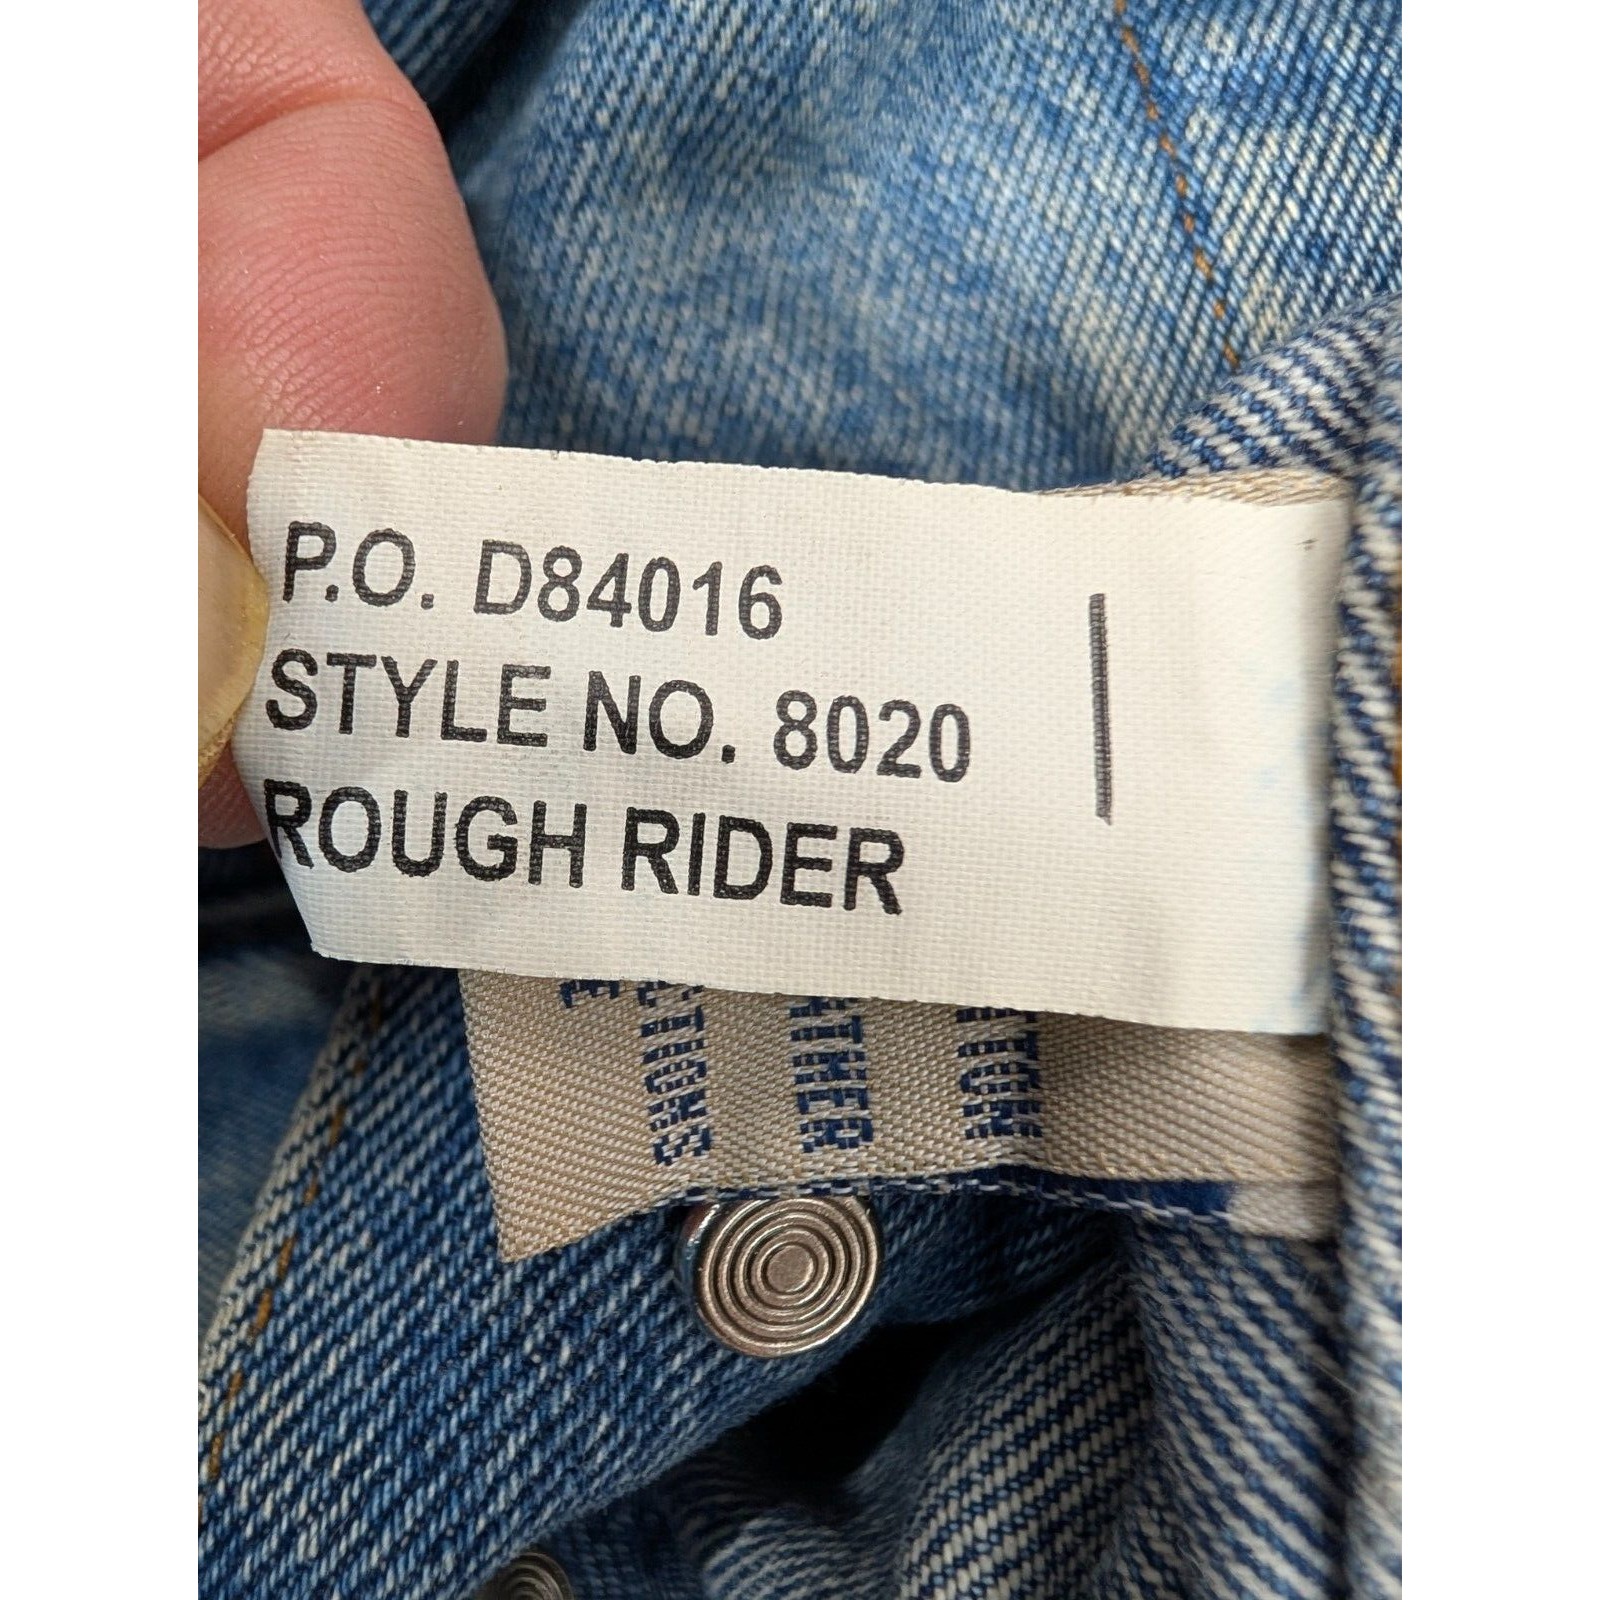 P.O. D84016
STYLE NO. 8020
ROUGH RIDER